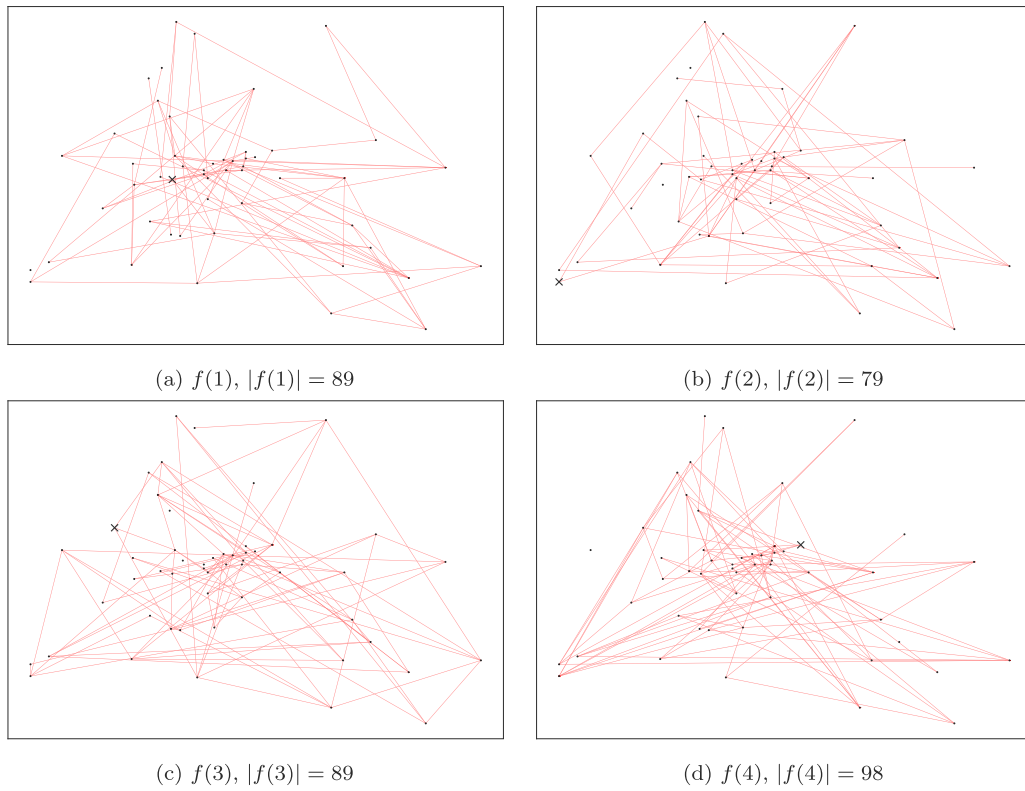 (a) f(1), |f(1)| = 89
(b) f(2), |f(2)| = 79
(c) f(3), |f(3)| = 89
(d) f(4), |f(4)| = 98